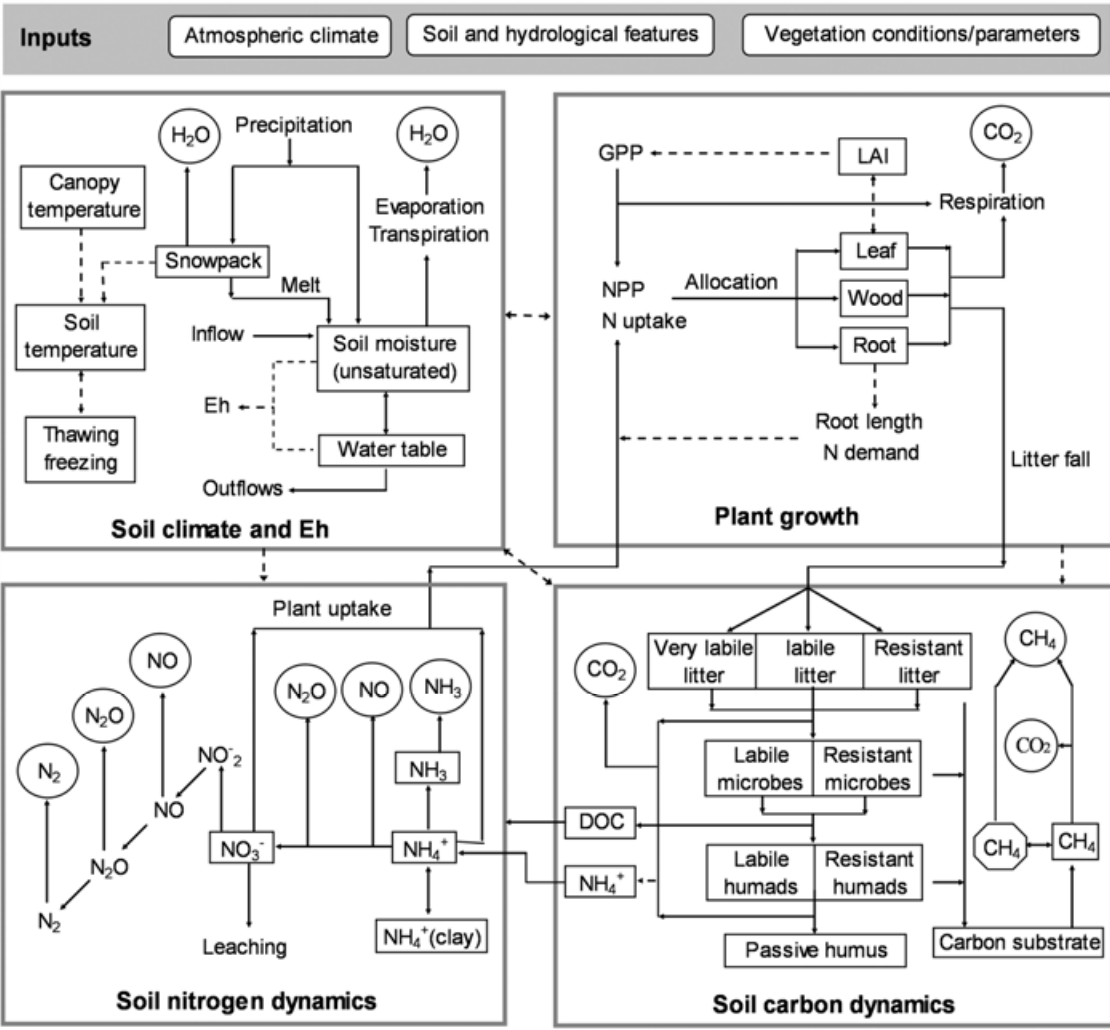 Inputs
Atmospheric climate
Soil and hydrological features
Vegetation conditions/parameters
H₂O
Precipitation
H₂O
Canopy
temperature
Evaporation
Transpiration
Snowpack
Melt
Soil
temperature
Inflow
Soil moisture
(unsaturated)
Eh
Thawing
freezing
Water table
Outflows
Soil climate and Eh
GPP
LAI
CO₂
Respiration
Leaf
NPP
Allocation
Wood
N uptake
Root
Root length
N demand
Litter fall
Plant growth
Plant uptake
NO
N₂O
N₂O
NO
NH₃
N₂
NO⁻₂
NH₃
NO
NO₃⁻
NH₄⁺
N₂O
N₂
Leaching
NH₄⁺(clay)
Soil nitrogen dynamics
CO₂
Very labile
litter
labile
litter
Resistant
litter
CH₄
CO₂
Labile
microbes
Resistant
microbes
DOC
CH₄
CH₄
Labile
humads
Resistant
humads
NH₄⁺
Passive humus
Carbon substrate
Soil carbon dynamics